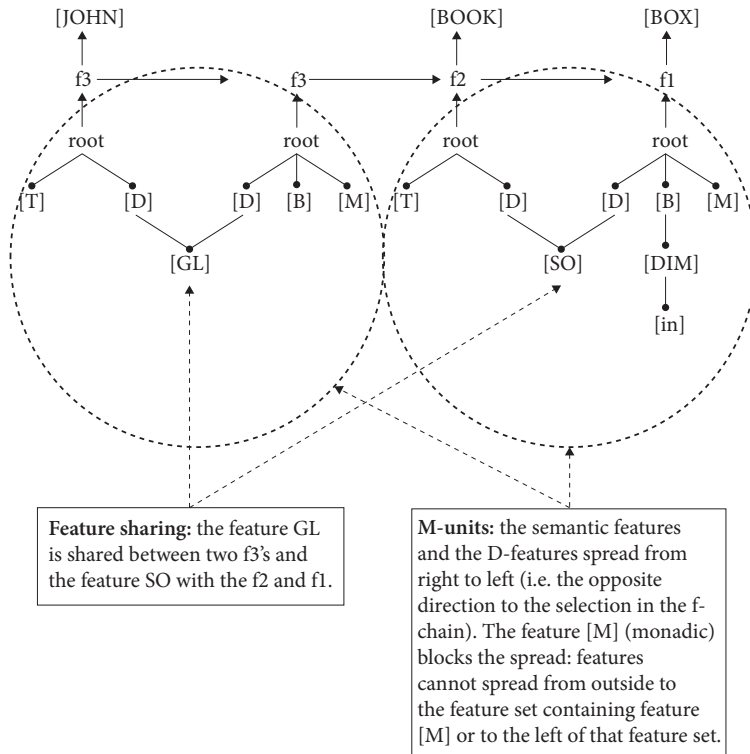 [JOHN] [BOOK] [BOX]
f3 f3 f2 f1
root root root root
[T] [D] [D] [B] [M] [T] [D] [D] [B] [M]
[GL] [SO] [DIM]
[in]
Feature sharing: the feature GL
is shared between two f3's and
the feature SO with the f2 and f1.
M-units: the semantic features
and the D-features spread from
right to left (i.e. the opposite
direction to the selection in the f-
chain). The feature [M] (monadic)
blocks the spread: features
cannot spread from outside to
the feature set containing feature
[M] or to the left of that feature set.